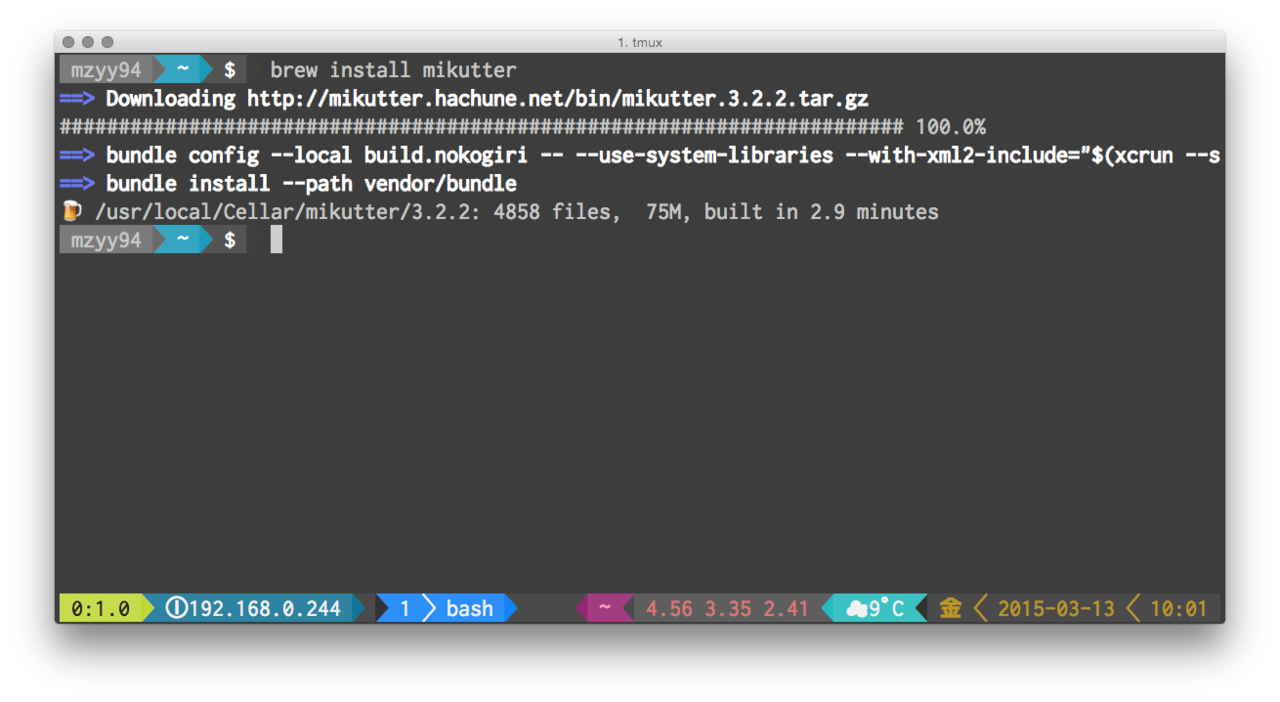 1. tmux
mzyy94 ~ $ brew install mikutter
==> Downloading http://mikutter.hachune.net/bin/mikutter.3.2.2.tar.gz
######################################################################## 100.0%
==> bundle config --local build.nokogiri -- --use-system-libraries --with-xml2-include="$(xcrun --s
==> bundle install --path vendor/bundle
🍺 /usr/local/Cellar/mikutter/3.2.2: 4858 files, 75M, built in 2.9 minutes
mzyy94 ~ $
0:1.0 Ⓘ192.168.0.244 1 bash ~ 4.56 3.35 2.41 ☁9°C 金 2015-03-13 10:01